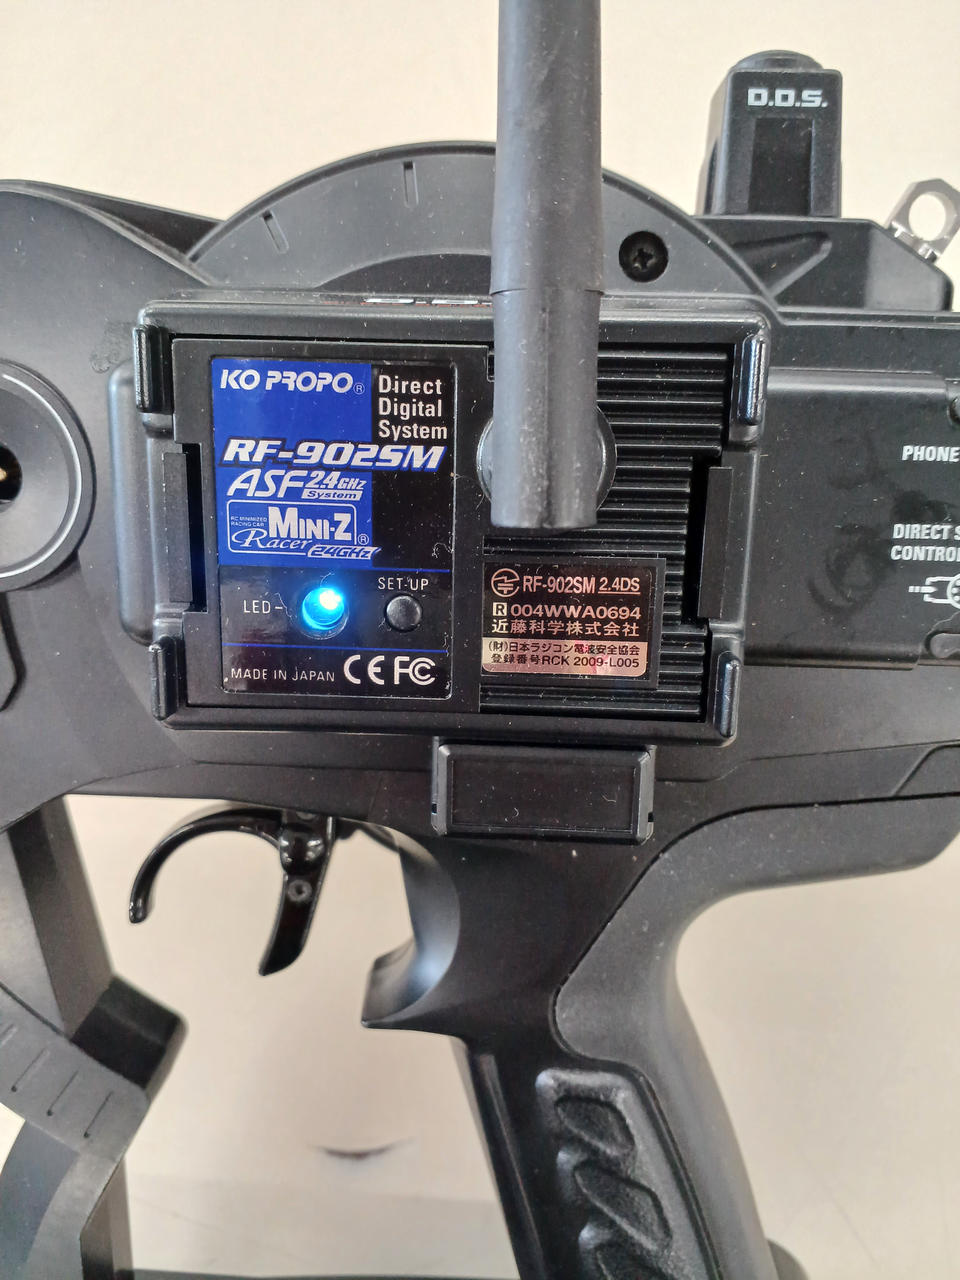 D.D.S.
KO PROPO®
Direct
Digital
System
RF-902SM
ASF 2.4GHz
System
RC MINIMIZED
RACING CAR
MINI-Z®
Racer 2.4GHz
SET-UP
LED-
MADE IN JAPAN CE FC
RF-902SM 2.4DS
R 004WWA0694
近藤科学株式会社
(財)日本ラジコン電波安全協会
登録番号RCK 2009-L005
PHONE
DIRECT S
CONTRO